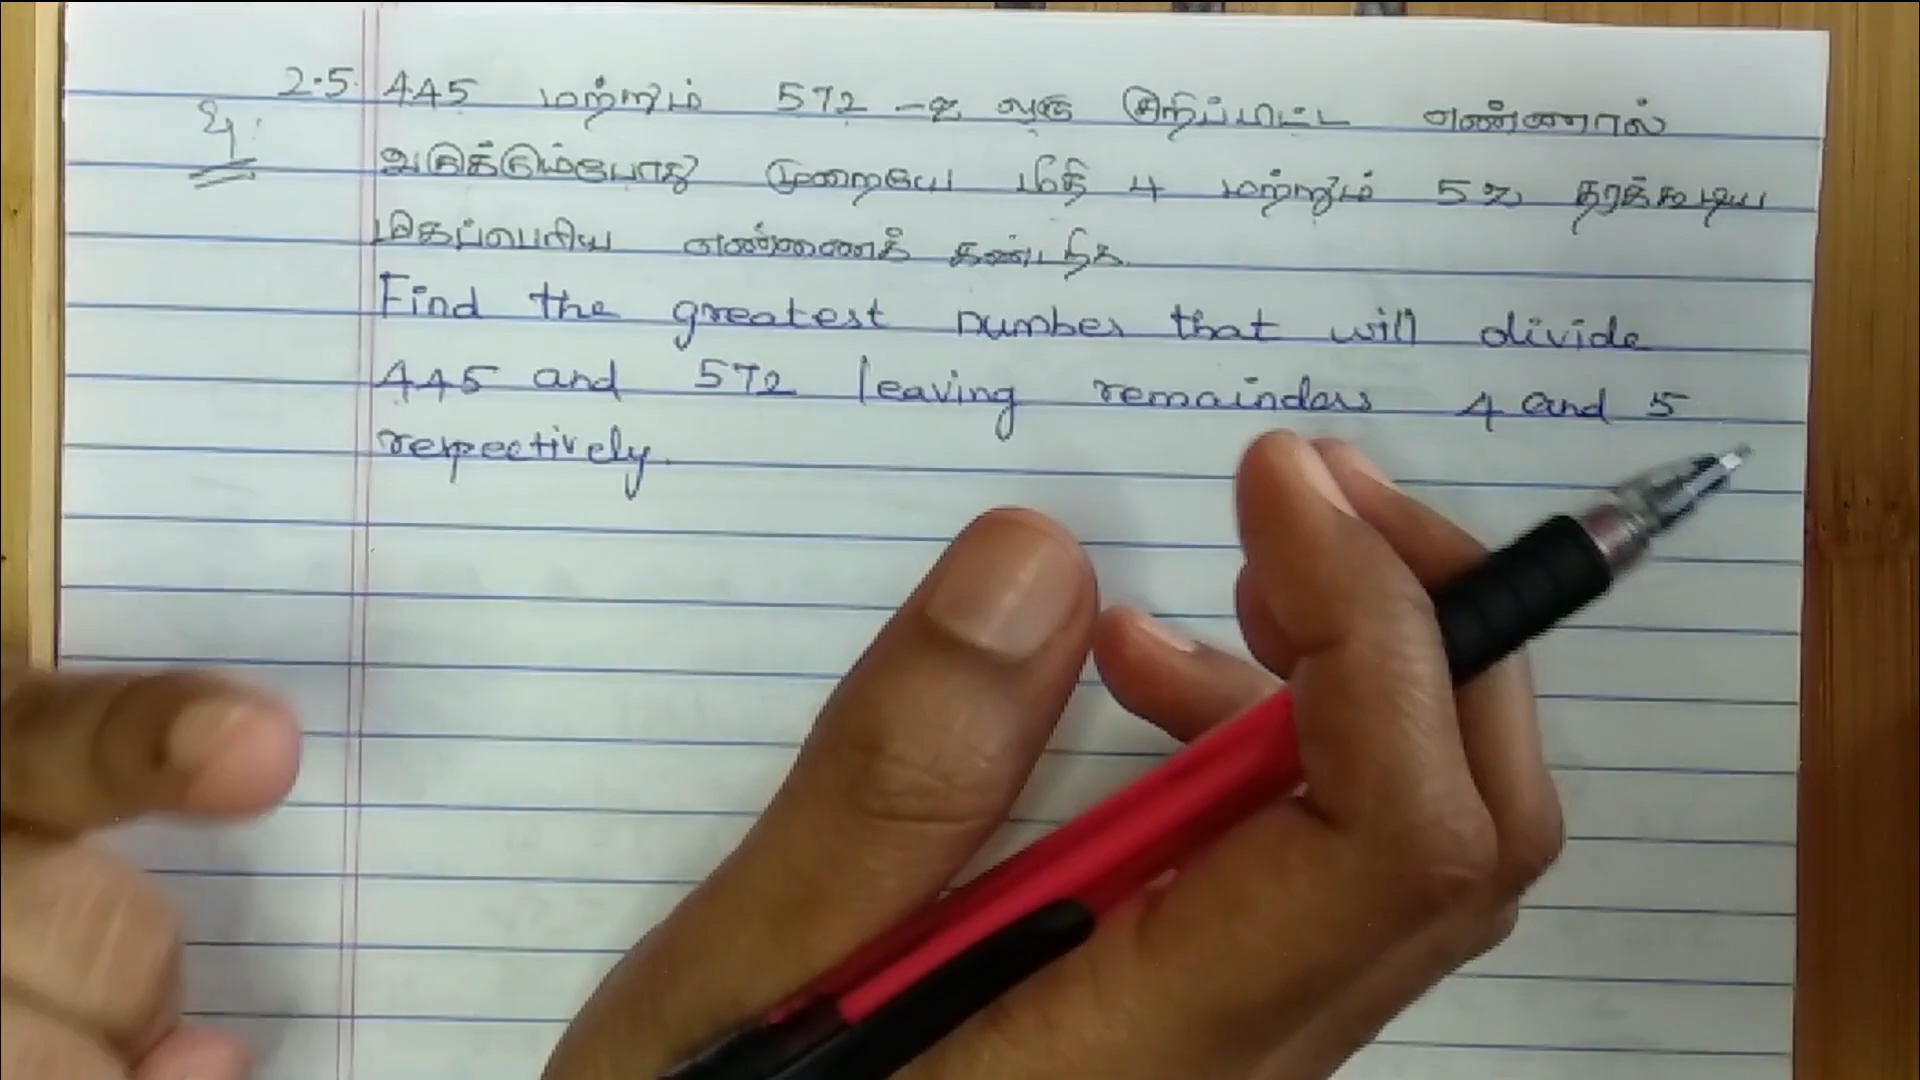 2.5. 445 மற்றும் 572 -ஐ ஒரு குறிப்பிட்ட எண்ணால்
வகுக்கும்போது முறையே மீதி 4 மற்றும் 5ஐ தரக்கூடிய
மிகப்பெரிய எண்ணைக் கண்டறிக.
Find the greatest number that will divide
445 and 572 leaving remainders 4 and 5
respectively.